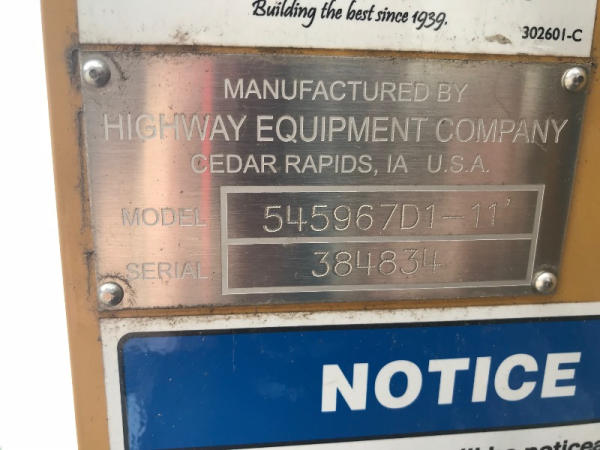 Building the best since 1939.
302601-C
MANUFACTURED BY
HIGHWAY EQUIPMENT COMPANY
CEDAR RAPIDS, IA U.S.A.
MODEL 545967D1-11'
SERIAL 384834
NOTICE